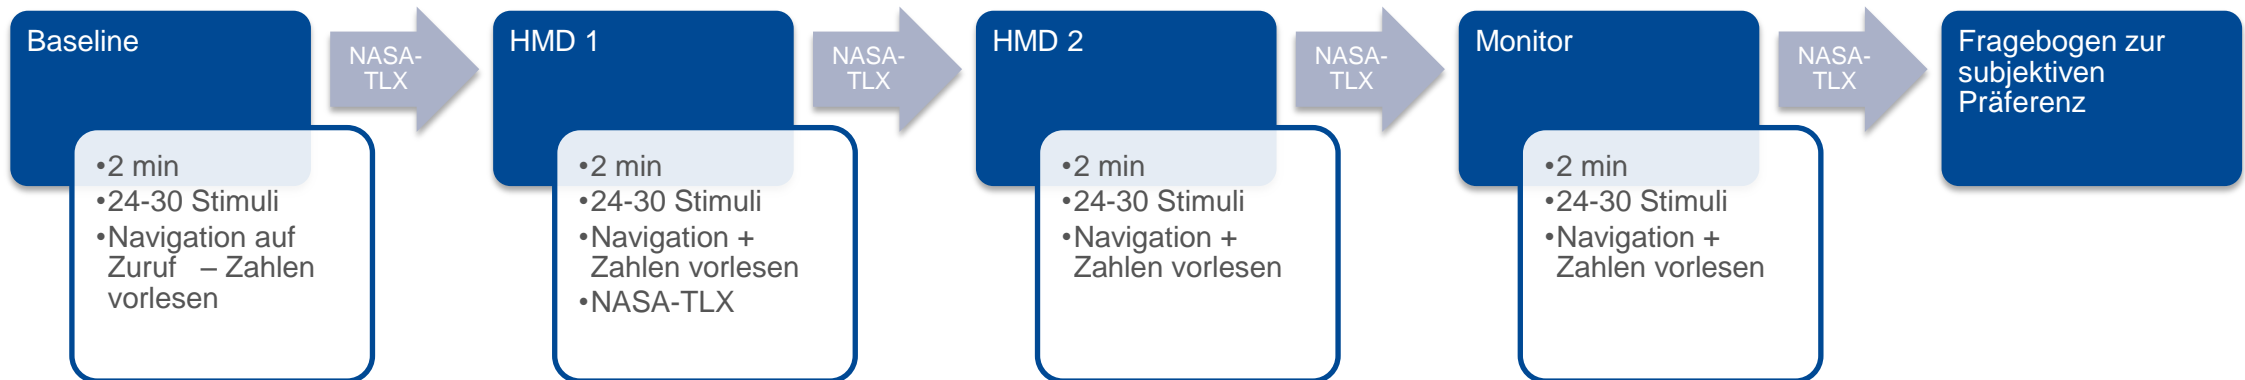 Baseline
•2 min
•24-30 Stimuli
•Navigation auf
Zuruf – Zahlen
vorlesen
NASA-
TLX
HMD 1
•2 min
•24-30 Stimuli
•Navigation +
Zahlen vorlesen
•NASA-TLX
NASA-
TLX
HMD 2
•2 min
•24-30 Stimuli
•Navigation +
Zahlen vorlesen
NASA-
TLX
Monitor
•2 min
•24-30 Stimuli
•Navigation +
Zahlen vorlesen
NASA-
TLX
Fragebogen zur
subjektiven
Präferenz